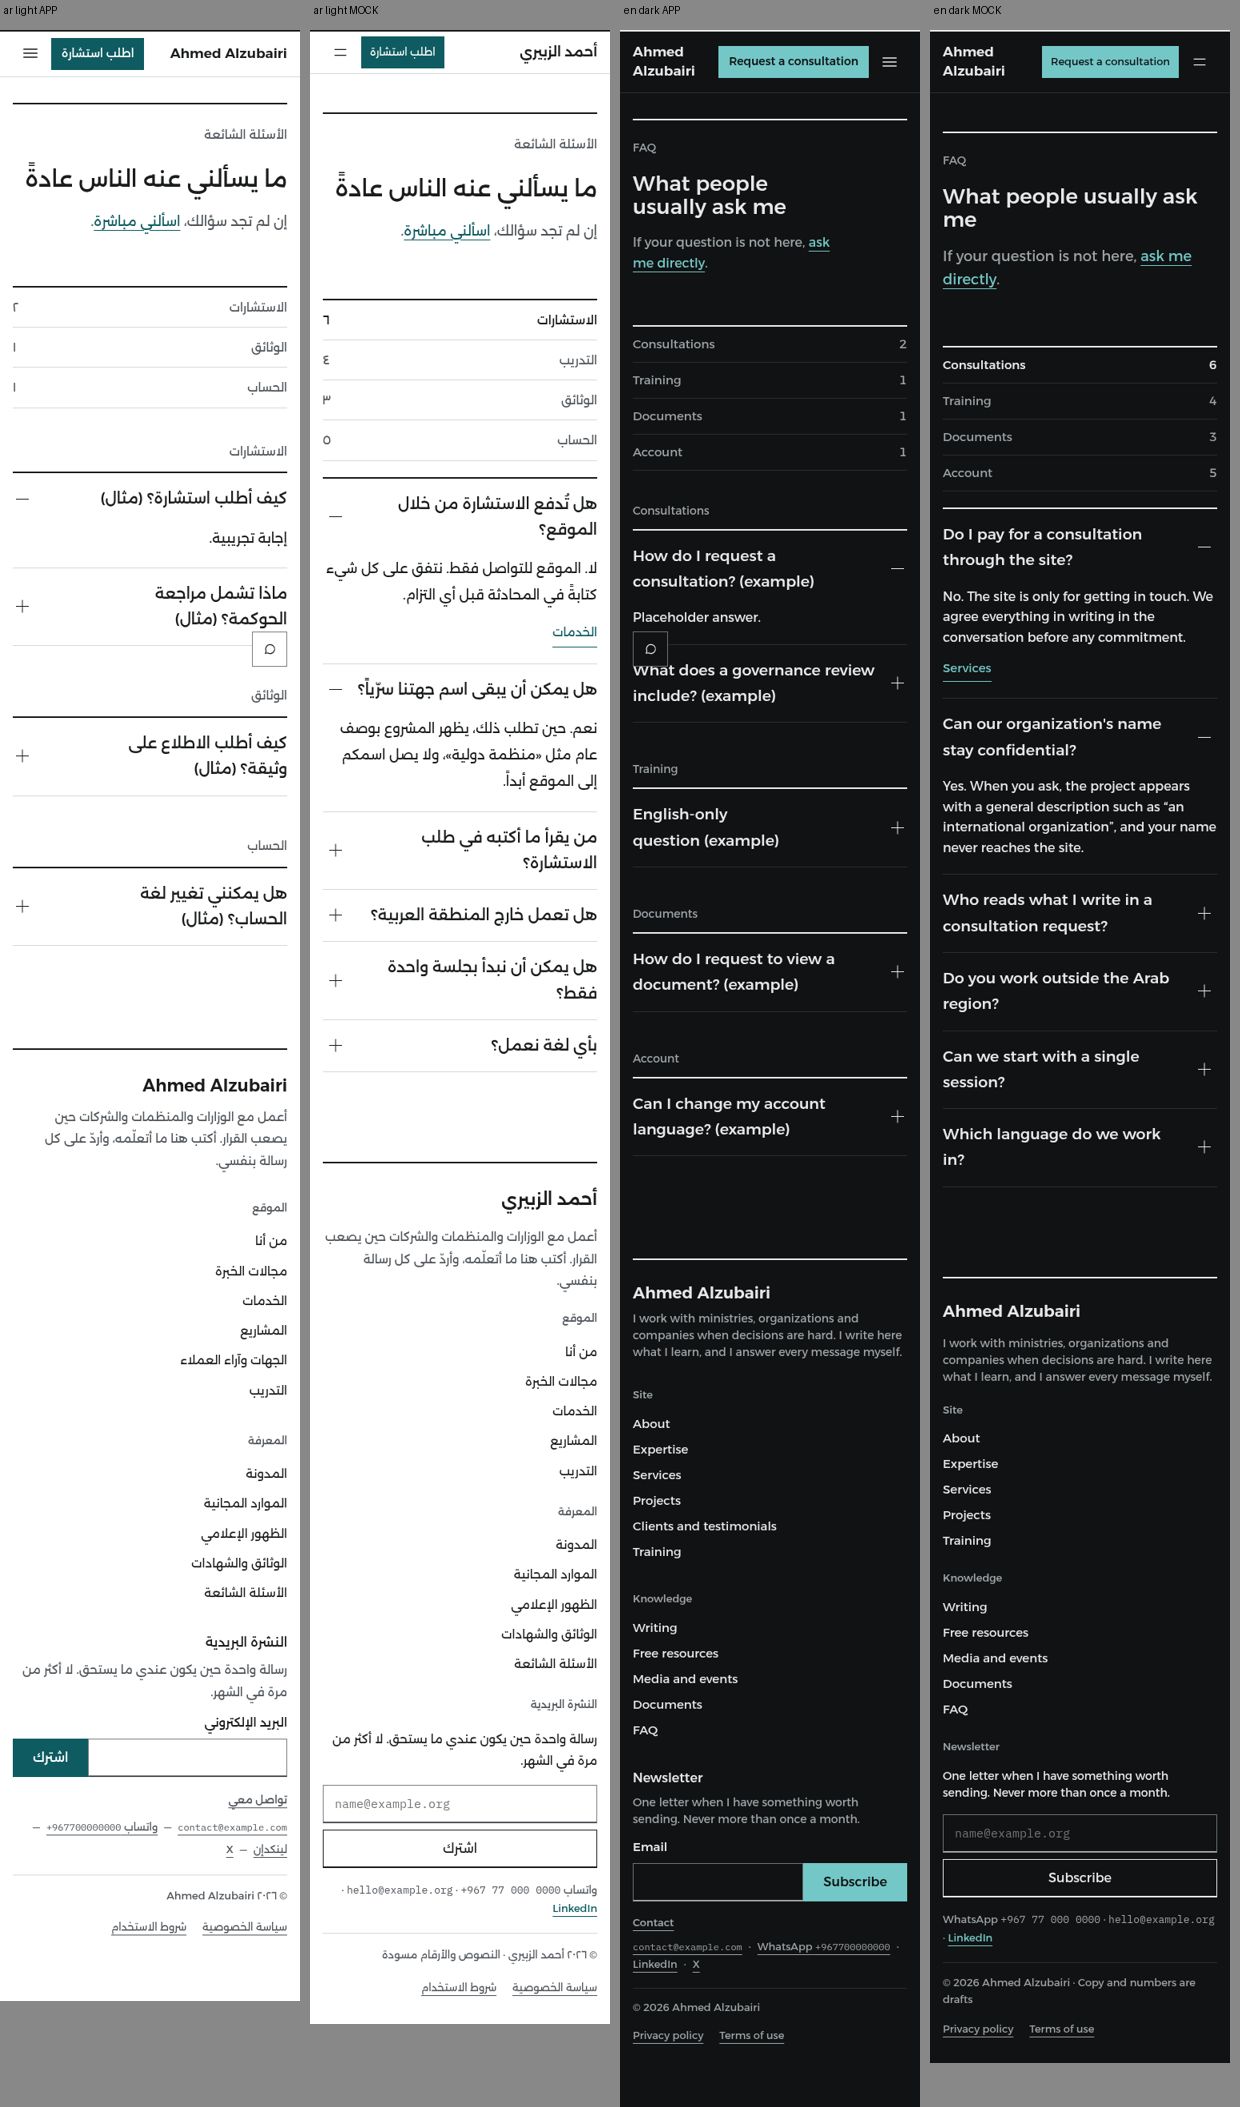 ar light APP
Ahmed Alzubairi
اطلب استشارة
الأسئلة الشائعة
ما يسألني عنه الناس عادةً
إن لم تجد سؤالك، اسألني مباشرة.
الاستشارات ٢
الوثائق ١
الحساب ١
الاستشارات
كيف أطلب استشارة؟ (مثال)
إجابة تجريبية.
ماذا تشمل مراجعة
الحوكمة؟ (مثال)
الوثائق
كيف أطلب الاطلاع على
وثيقة؟ (مثال)
الحساب
هل يمكنني تغيير لغة
الحساب؟ (مثال)
Ahmed Alzubairi
أعمل مع الوزارات والمنظمات والشركات حين
يصعب القرار. أكتب هنا ما أتعلّمه، وأردّ على كل
رسالة بنفسي.
الموقع
من أنا
مجالات الخبرة
الخدمات
المشاريع
الجهات وآراء العملاء
التدريب
المعرفة
المدونة
الموارد المجانية
الظهور الإعلامي
الوثائق والشهادات
الأسئلة الشائعة
النشرة البريدية
رسالة واحدة حين يكون عندي ما يستحق. لا أكثر من
مرة في الشهر.
البريد الإلكتروني
اشترك
تواصل معي
contact@example.com — واتساب +967700000000 —
لينكدإن — X
© ٢٠٢٦ Ahmed Alzubairi
سياسة الخصوصية شروط الاستخدام
ar light MOCK
أحمد الزبيري
اطلب استشارة
الأسئلة الشائعة
ما يسألني عنه الناس عادةً
إن لم تجد سؤالك، اسألني مباشرة.
الاستشارات ٦
التدريب ٤
الوثائق ٣
الحساب ٥
هل تُدفع الاستشارة من خلال
الموقع؟
لا. الموقع للتواصل فقط. نتفق على كل شيء
كتابةً في المحادثة قبل أي التزام.
الخدمات
هل يمكن أن يبقى اسم جهتنا سرّياً؟
نعم. حين تطلب ذلك، يظهر المشروع بوصف
عام مثل «منظمة دولية»، ولا يصل اسمكم
إلى الموقع أبداً.
من يقرأ ما أكتبه في طلب
الاستشارة؟
هل تعمل خارج المنطقة العربية؟
هل يمكن أن نبدأ بجلسة واحدة
فقط؟
بأي لغة نعمل؟
أحمد الزبيري
أعمل مع الوزارات والمنظمات والشركات حين يصعب
القرار. أكتب هنا ما أتعلّمه، وأردّ على كل رسالة
بنفسي.
الموقع
من أنا
مجالات الخبرة
الخدمات
المشاريع
التدريب
المعرفة
المدونة
الموارد المجانية
الظهور الإعلامي
الوثائق والشهادات
الأسئلة الشائعة
النشرة البريدية
رسالة واحدة حين يكون عندي ما يستحق. لا أكثر من
مرة في الشهر.
name@example.org
اشترك
واتساب +967 77 000 0000 · hello@example.org ·
LinkedIn
© ٢٠٢٦ أحمد الزبيري · النصوص والأرقام مسودة
سياسة الخصوصية شروط الاستخدام
en dark APP
Ahmed
Alzubairi
Request a consultation
FAQ
What people
usually ask me
If your question is not here, ask
me directly.
Consultations 2
Training 1
Documents 1
Account 1
Consultations
How do I request a
consultation? (example)
Placeholder answer.
What does a governance review
include? (example)
Training
English-only
question (example)
Documents
How do I request to view a
document? (example)
Account
Can I change my account
language? (example)
Ahmed Alzubairi
I work with ministries, organizations and
companies when decisions are hard. I write here
what I learn, and I answer every message myself.
Site
About
Expertise
Services
Projects
Clients and testimonials
Training
Knowledge
Writing
Free resources
Media and events
Documents
FAQ
Newsletter
One letter when I have something worth
sending. Never more than once a month.
Email
Subscribe
Contact
contact@example.com · WhatsApp +967700000000 ·
LinkedIn · X
© 2026 Ahmed Alzubairi
Privacy policy Terms of use
en dark MOCK
Ahmed
Alzubairi
Request a consultation
FAQ
What people usually ask
me
If your question is not here, ask me
directly.
Consultations 6
Training 4
Documents 3
Account 5
Do I pay for a consultation
through the site?
No. The site is only for getting in touch. We
agree everything in writing in the
conversation before any commitment.
Services
Can our organization's name
stay confidential?
Yes. When you ask, the project appears
with a general description such as “an
international organization”, and your name
never reaches the site.
Who reads what I write in a
consultation request?
Do you work outside the Arab
region?
Can we start with a single
session?
Which language do we work
in?
Ahmed Alzubairi
I work with ministries, organizations and
companies when decisions are hard. I write here
what I learn, and I answer every message myself.
Site
About
Expertise
Services
Projects
Training
Knowledge
Writing
Free resources
Media and events
Documents
FAQ
Newsletter
One letter when I have something worth
sending. Never more than once a month.
name@example.org
Subscribe
WhatsApp +967 77 000 0000 · hello@example.org
· LinkedIn
© 2026 Ahmed Alzubairi · Copy and numbers are
drafts
Privacy policy Terms of use